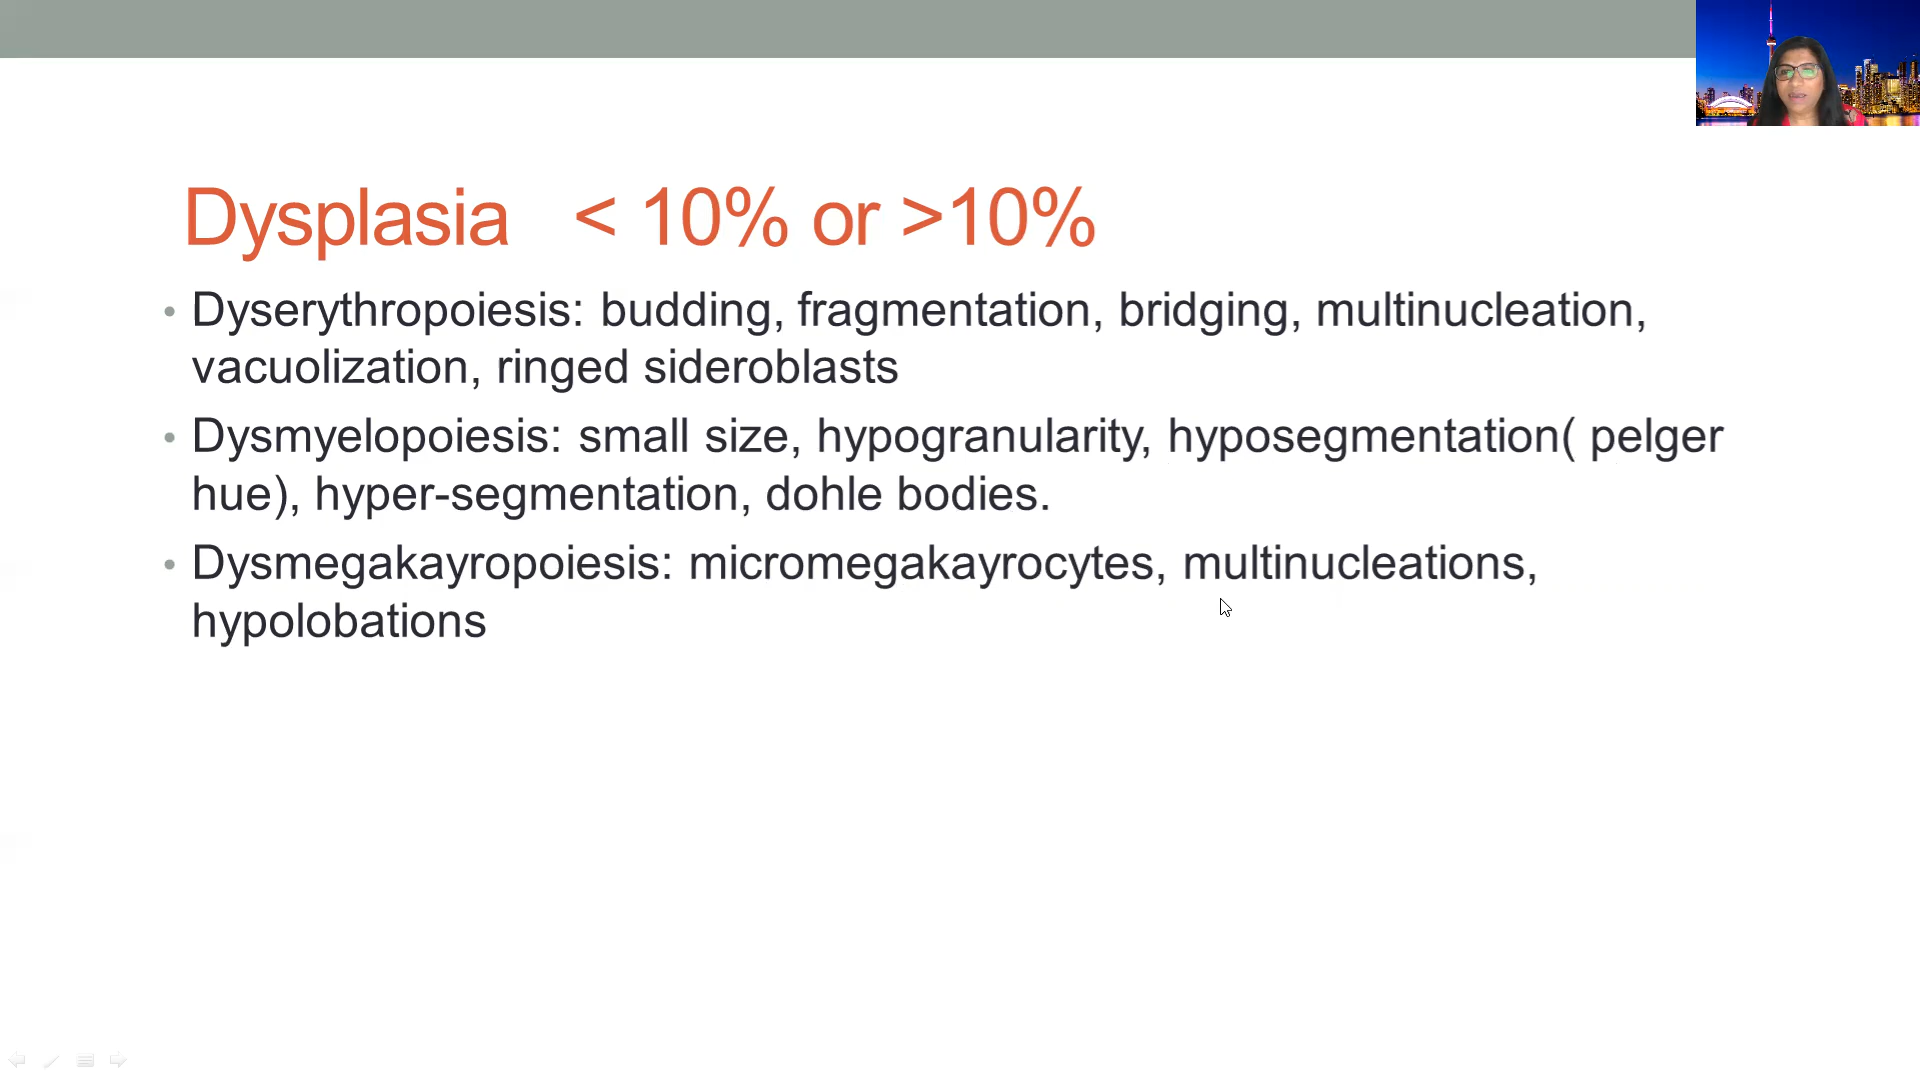 Dysplasia < 10% or >10%
• Dyserythropoiesis: budding, fragmentation, bridging, multinucleation,
vacuolization, ringed sideroblasts
• Dysmyelopoiesis: small size, hypogranularity, hyposegmentation( pelger
hue), hyper-segmentation, dohle bodies.
• Dysmegakayropoiesis: micromegakayrocytes, multinucleations,
hypolobations